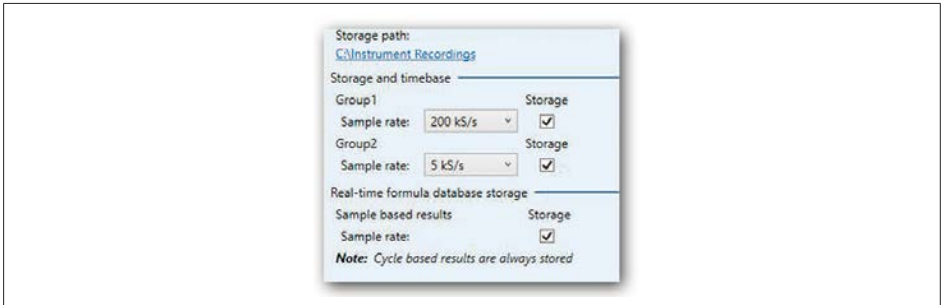 Storage path:
C:\Instrument Recordings
Storage and timebase
Group1 Storage
Sample rate: 200 kS/s
Group2 Storage
Sample rate: 5 kS/s
Real-time formula database storage
Sample based results Storage
Sample rate:
Note: Cycle based results are always stored